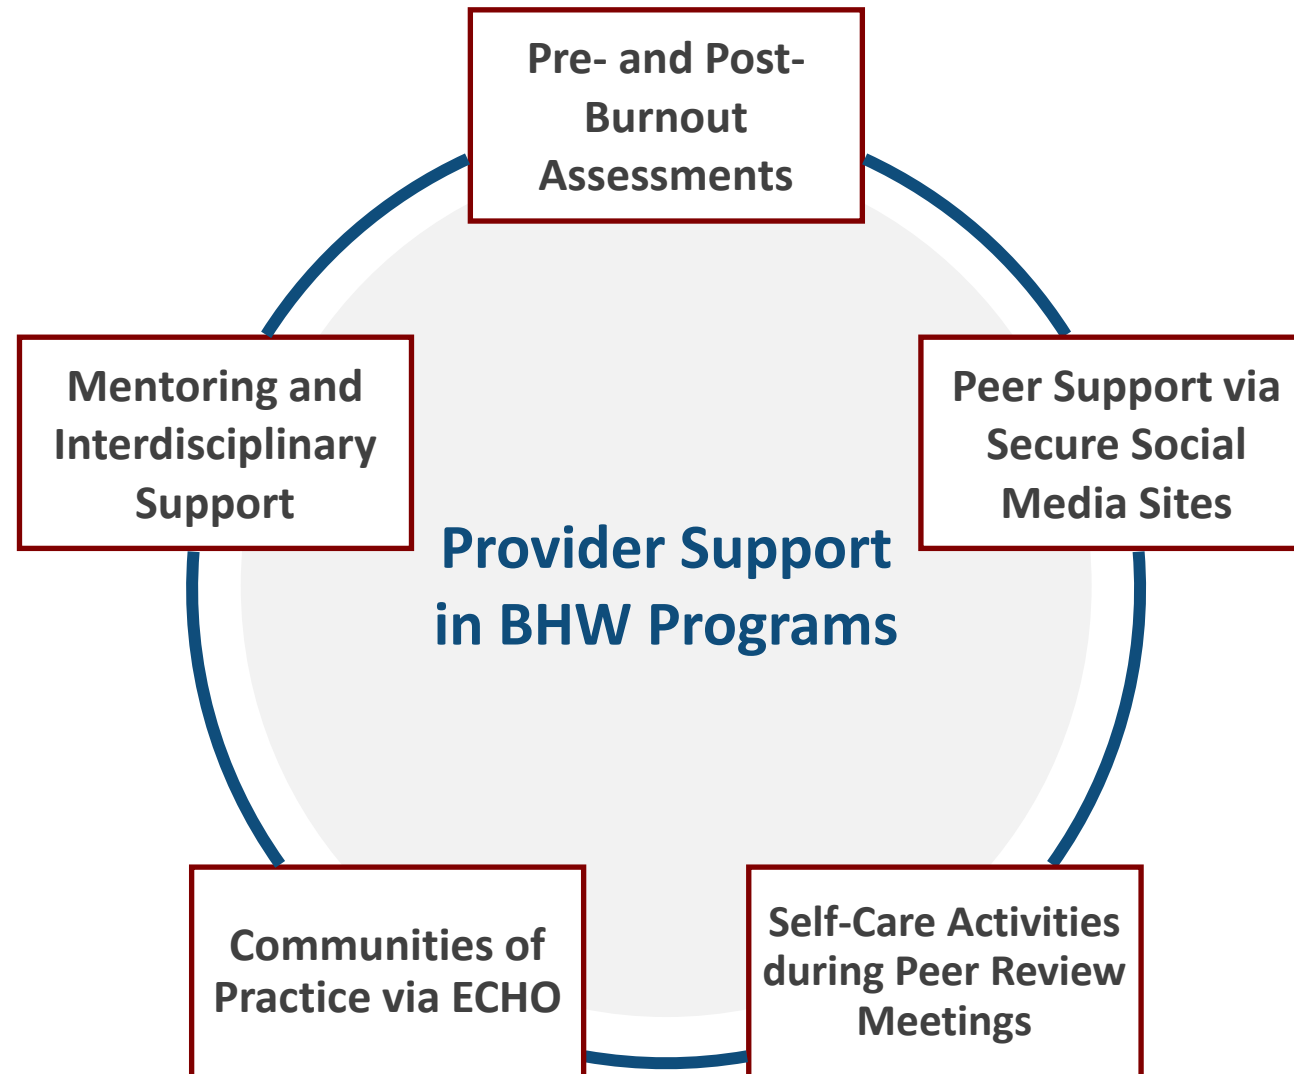 Pre- and Post-
Burnout
Assessments
Mentoring and
Interdisciplinary
Support
Peer Support via
Secure Social
Media Sites
Provider Support
in BHW Programs
Communities of
Practice via ECHO
Self-Care Activities
during Peer Review
Meetings